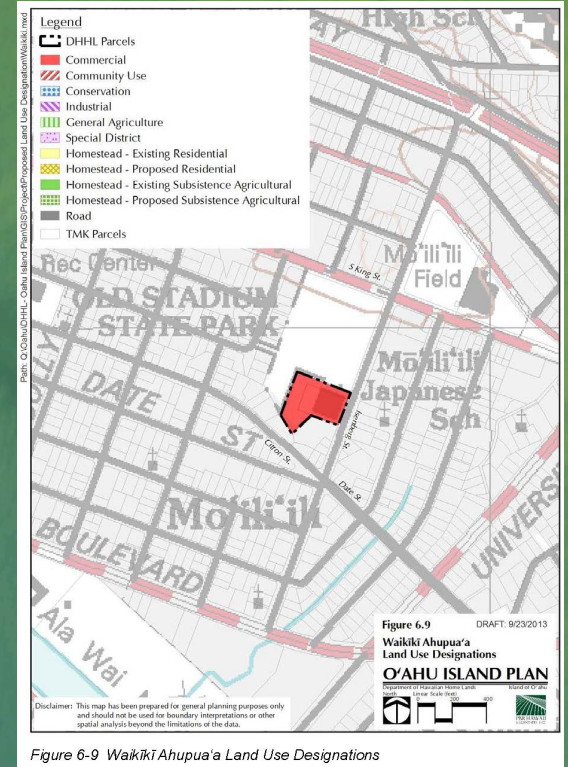 Path: Q:\Oahu\DHHL- Oahu Island Plan\GIS\Project\Proposed Land Use Designation\Waikiki.mxd
Legend
DHHL Parcels
Commercial
Community Use
Conservation
Industrial
General Agriculture
Special District
Homestead - Existing Residential
Homestead - Proposed Residential
Homestead - Existing Subsistence Agricultural
Homestead - Proposed Subsistence Agricultural
Road
TMK Parcels
High Sch
WAY
Rec Center
S King St.
Mōʻiliʻili
Field
OLD STADIUM
STATE PARK
Mōʻiliʻili
Japanese
Sch
DATE
ST
Isenberg St.
Citron St.
Date St.
Mōʻiliʻili
BOULEVARD
UNIVERS
Ala Wai
Figure 6.9
DRAFT: 9/23/2013
Waikīkī Ahupuaʻa
Land Use Designations
OʻAHU ISLAND PLAN
Department of Hawaiian Home Lands
Island of Oʻahu
North
Linear Scale (feet)
0 200 400
PBR HAWAII
Disclaimer: This map has been prepared for general planning purposes only
and should not be used for boundary interpretations or other
spatial analysis beyond the limitations of the data.
Figure 6-9 Waikīkī Ahupuaʻa Land Use Designations